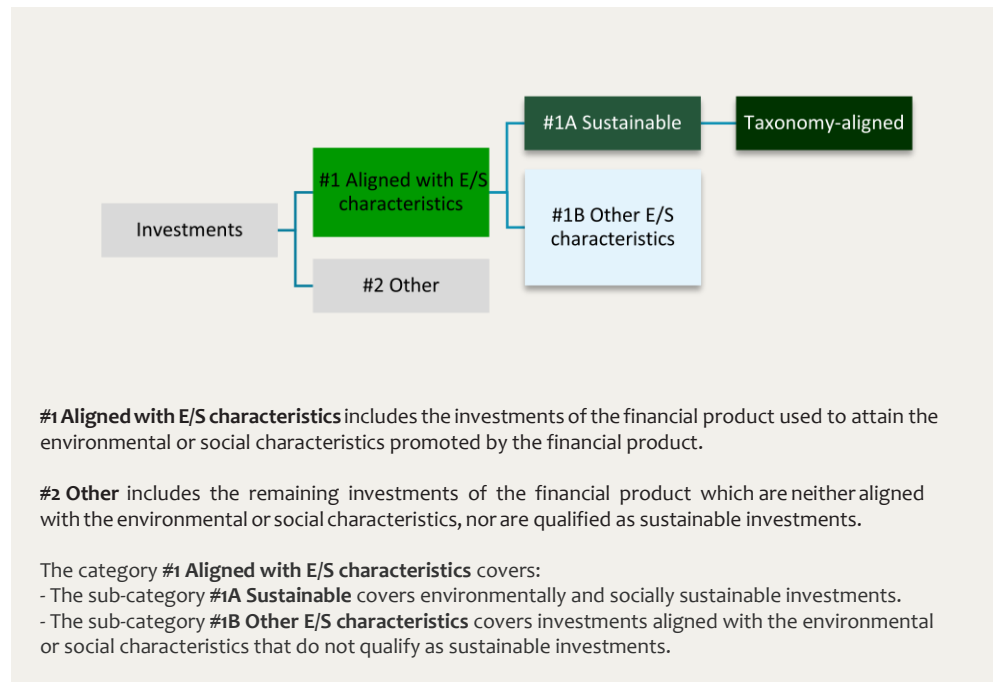 #1A Sustainable
Taxonomy-aligned
#1 Aligned with E/S
characteristics
#1B Other E/S
characteristics
Investments
#2 Other
#1 Aligned with E/S characteristics includes the investments of the financial product used to attain the
environmental or social characteristics promoted by the financial product.
#2 Other includes the remaining investments of the financial product which are neither aligned
with the environmental or social characteristics, nor are qualified as sustainable investments.
The category #1 Aligned with E/S characteristics covers:
- The sub-category #1A Sustainable covers environmentally and socially sustainable investments.
- The sub-category #1B Other E/S characteristics covers investments aligned with the environmental
or social characteristics that do not qualify as sustainable investments.